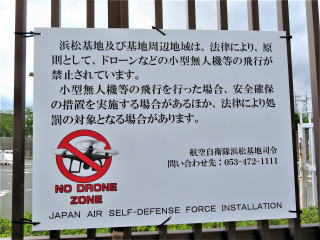 浜松基地及び基地周辺地域は、法律により、原
則として、ドローンなどの小型無人機等の飛行が
禁止されています。
小型無人機等の飛行を行った場合、安全確保
の措置を実施する場合があるほか、法律により処
罰の対象となる場合があります。
航空自衛隊浜松基地司令
問い合わせ先：053-472-1111
NO DRONE
ZONE
JAPAN AIR SELF-DEFENSE FORCE INSTALLATION